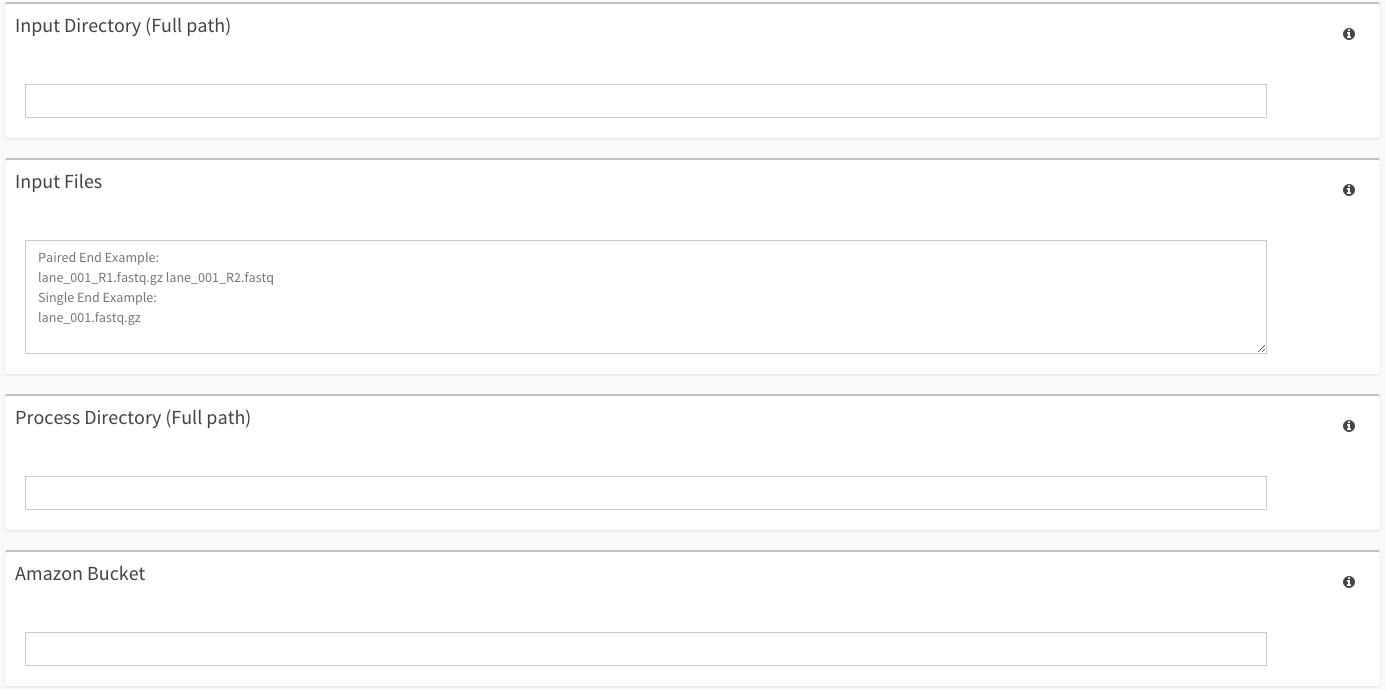 Input Directory (Full path)
Input Files
Paired End Example:
lane_001_R1.fastq.gz lane_001_R2.fastq
Single End Example:
lane_001.fastq.gz
Process Directory (Full path)
Amazon Bucket